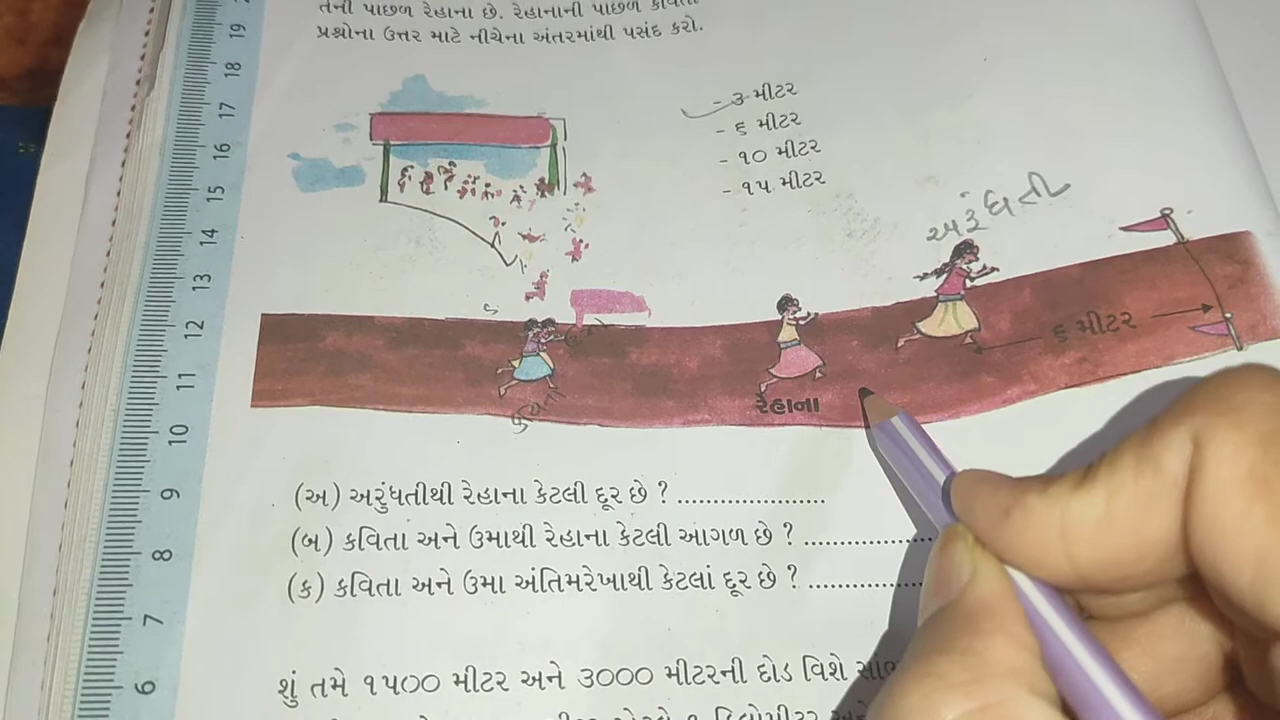 તેની પાછળ રેહાના છે. રેહાનાની પાછળ કવિતા
પ્રશ્નોના ઉત્તર માટે નીચેના અંતરમાંથી પસંદ કરો.
- ૩ મીટર
- ૬ મીટર
- ૧૦ મીટર
- ૧૫ મીટર
અરૂંધતી
૬ મીટર
રેહાના
(અ) અરુંધતીથી રેહાના કેટલી દૂર છે ? ......................
(બ) કવિતા અને ઉમાથી રેહાના કેટલી આગળ છે ? ...................
(ક) કવિતા અને ઉમા અંતિમરેખાથી કેટલાં દૂર છે ? .................
શું તમે ૧૫૦૦ મીટર અને ૩૦૦૦ મીટરની દોડ વિશે
19
18
17
16
15
14
13
12
11
10
9
8
7
6